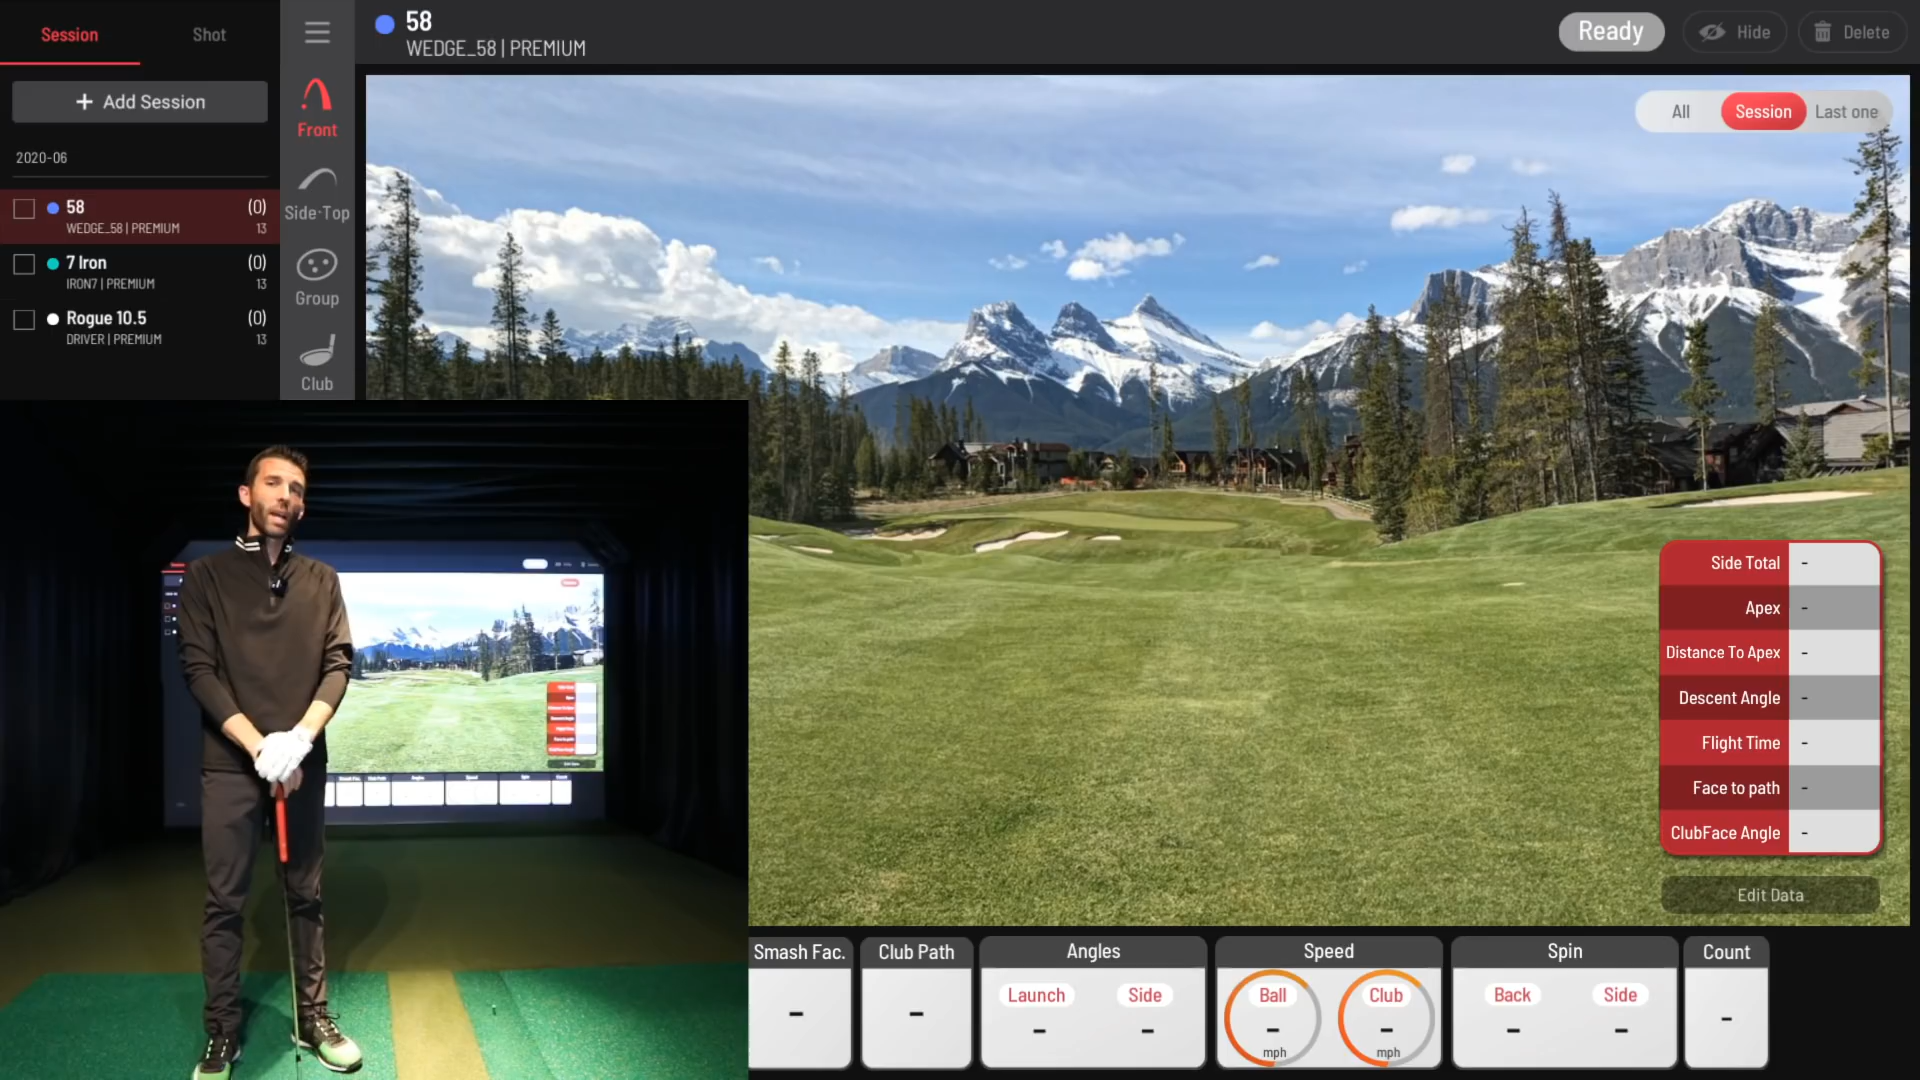 Session
Shot
58
WEDGE_58 | PREMIUM
Ready
Hide
Delete
+ Add Session
2020-06
58 (0)
WEDGE_58 | PREMIUM 13
7 Iron (0)
IRON7 | PREMIUM 13
Rogue 10.5 (0)
DRIVER | PREMIUM 13
Front
Side·Top
Group
Club
All
Session
Last one
Side Total -
Apex -
Distance To Apex -
Descent Angle -
Flight Time -
Face to path -
ClubFace Angle -
Edit Data
Smash Fac.
-
Club Path
-
Angles
Launch Side
- -
Speed
Ball Club
- -
mph mph
Spin
Back Side
- -
Count
-